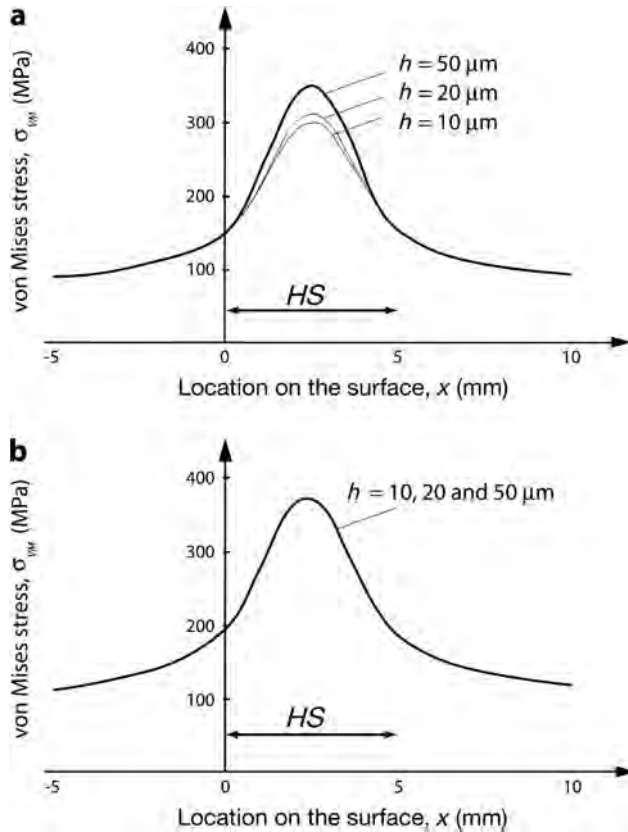 a
von Mises stress, σVM (MPa)
400
300
200
100
h = 50 µm
h = 20 µm
h = 10 µm
HS
-5 0 5 10
Location on the surface, x (mm)
b
von Mises stress, σVM (MPa)
400
300
200
100
h = 10, 20 and 50 µm
HS
-5 0 5 10
Location on the surface, x (mm)